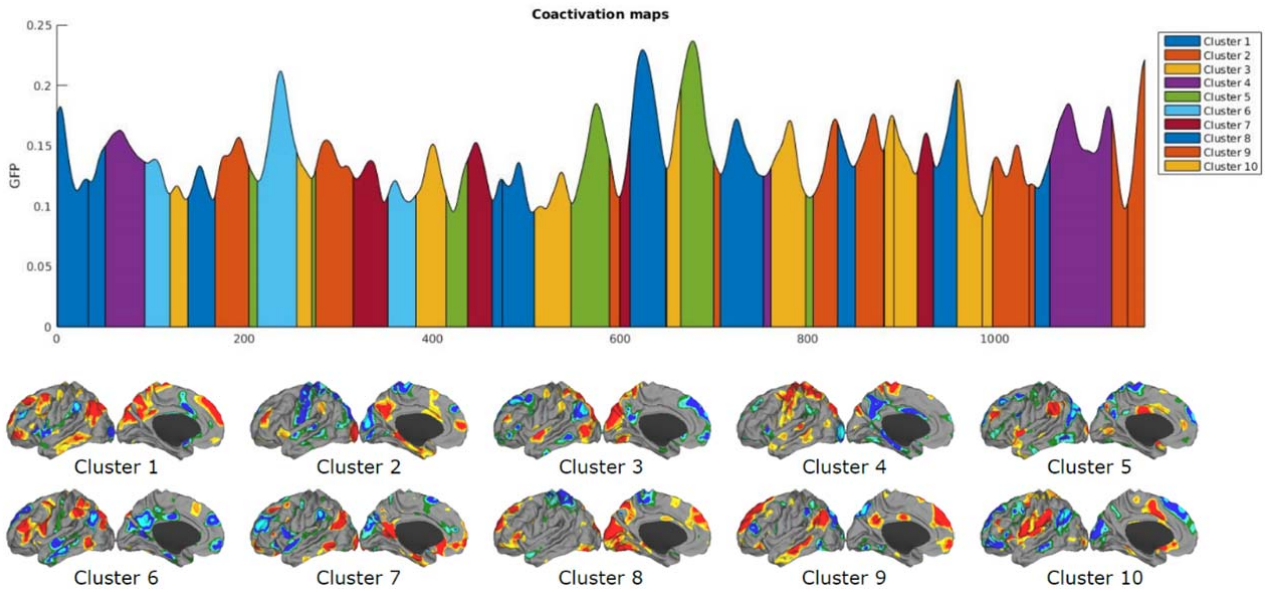 Coactivation maps
0.25
0.2
0.15
0.1
0.05
0
GFP
0 200 400 600 800 1000
Cluster 1
Cluster 2
Cluster 3
Cluster 4
Cluster 5
Cluster 6
Cluster 7
Cluster 8
Cluster 9
Cluster 10
Cluster 1 Cluster 2 Cluster 3 Cluster 4 Cluster 5
Cluster 6 Cluster 7 Cluster 8 Cluster 9 Cluster 10